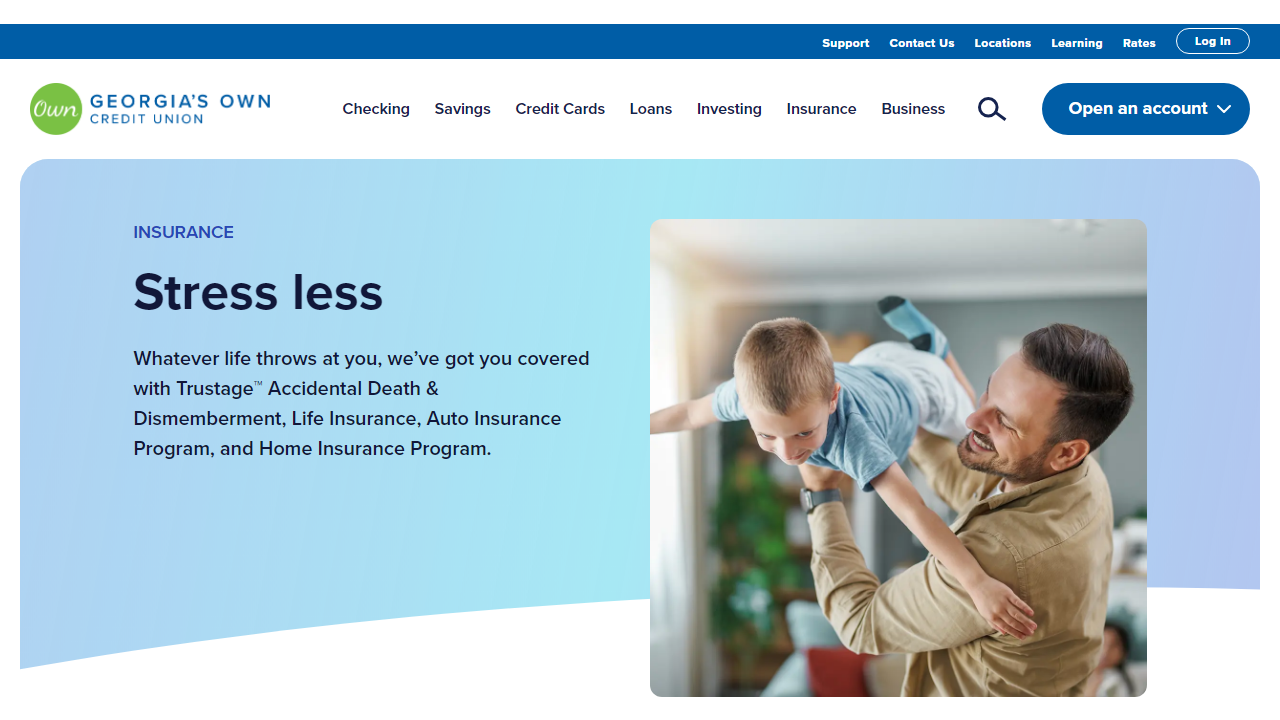 Support Contact Us Locations Learning Rates Log In
Own GEORGIA'S OWN
CREDIT UNION
Checking Savings Credit Cards Loans Investing Insurance Business Open an account
INSURANCE
Stress less
Whatever life throws at you, we’ve got you covered
with Trustage™ Accidental Death &
Dismemberment, Life Insurance, Auto Insurance
Program, and Home Insurance Program.